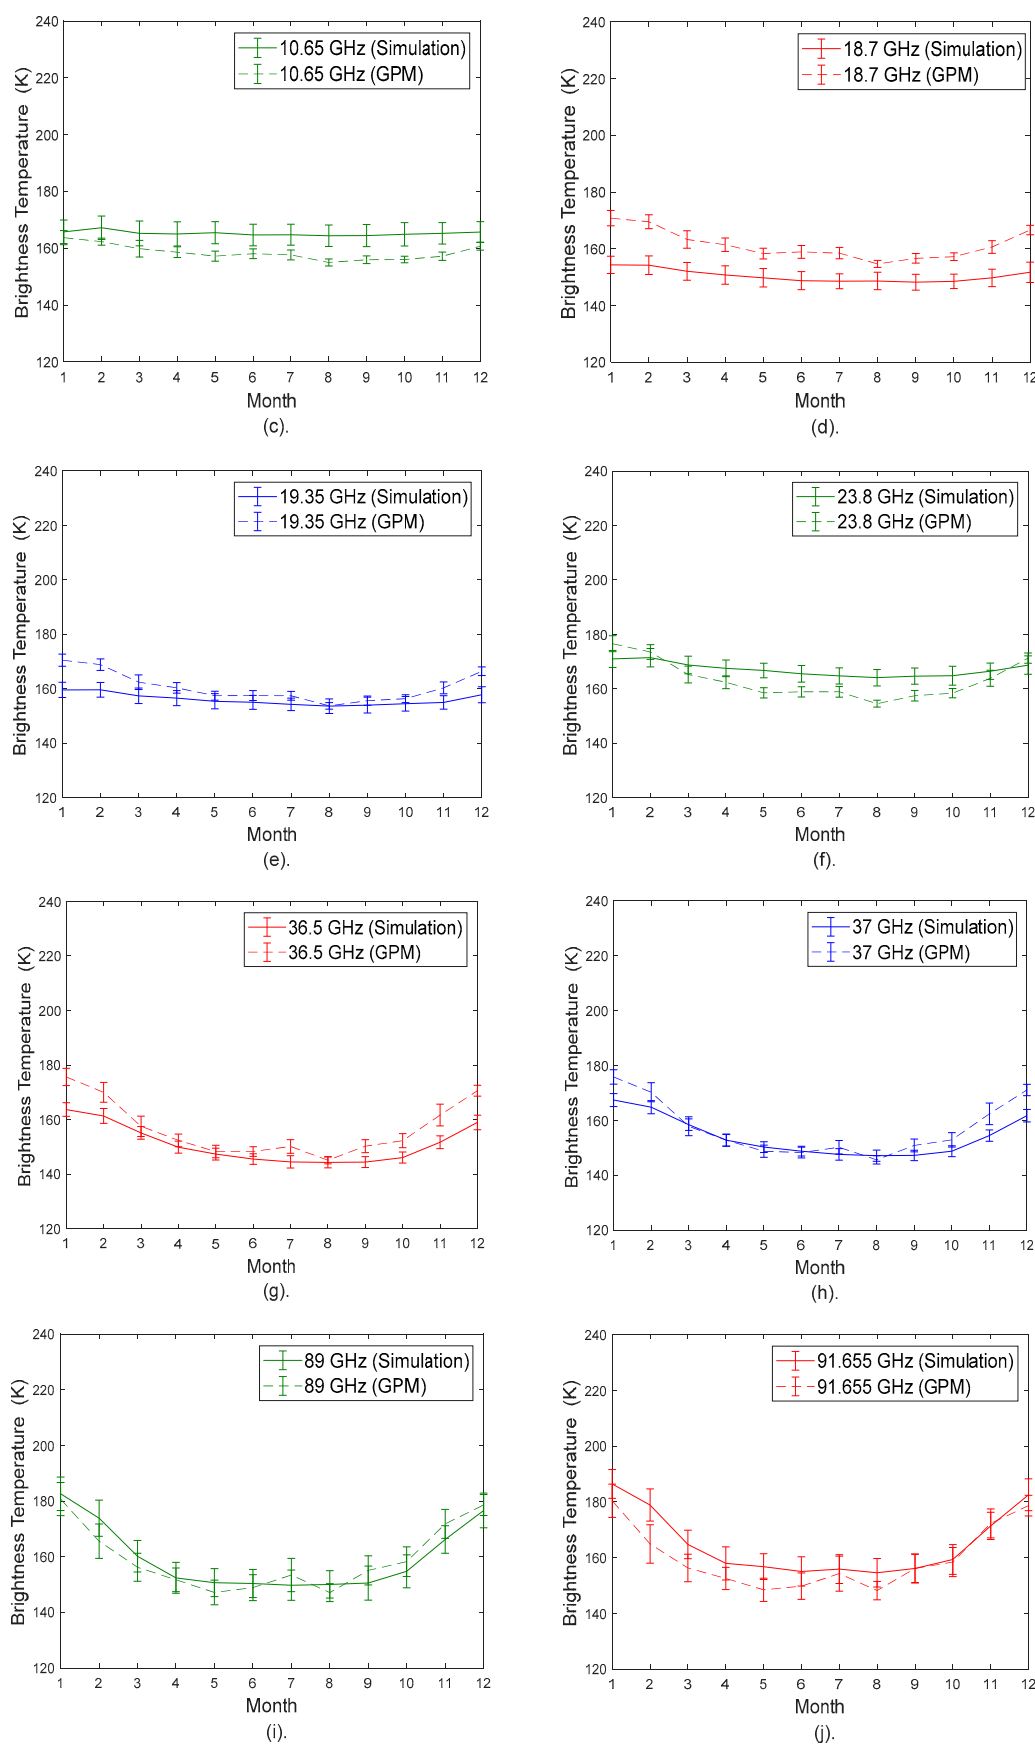 240
220
200
180
160
140
120
Brightness Temperature (K)
10.65 GHz (Simulation)
10.65 GHz (GPM)
1 2 3 4 5 6 7 8 9 10 11 12
Month
(c).
240
220
200
180
160
140
120
Brightness Temperature (K)
18.7 GHz (Simulation)
18.7 GHz (GPM)
1 2 3 4 5 6 7 8 9 10 11 12
Month
(d).
240
220
200
180
160
140
120
Brightness Temperature (K)
19.35 GHz (Simulation)
19.35 GHz (GPM)
1 2 3 4 5 6 7 8 9 10 11 12
Month
(e).
240
220
200
180
160
140
120
Brightness Temperature (K)
23.8 GHz (Simulation)
23.8 GHz (GPM)
1 2 3 4 5 6 7 8 9 10 11 12
Month
(f).
240
220
200
180
160
140
120
Brightness Temperature (K)
36.5 GHz (Simulation)
36.5 GHz (GPM)
1 2 3 4 5 6 7 8 9 10 11 12
Month
(g).
240
220
200
180
160
140
120
Brightness Temperature (K)
37 GHz (Simulation)
37 GHz (GPM)
1 2 3 4 5 6 7 8 9 10 11 12
Month
(h).
240
220
200
180
160
140
120
Brightness Temperature (K)
89 GHz (Simulation)
89 GHz (GPM)
1 2 3 4 5 6 7 8 9 10 11 12
Month
(i).
240
220
200
180
160
140
120
Brightness Temperature (K)
91.655 GHz (Simulation)
91.655 GHz (GPM)
1 2 3 4 5 6 7 8 9 10 11 12
Month
(j).